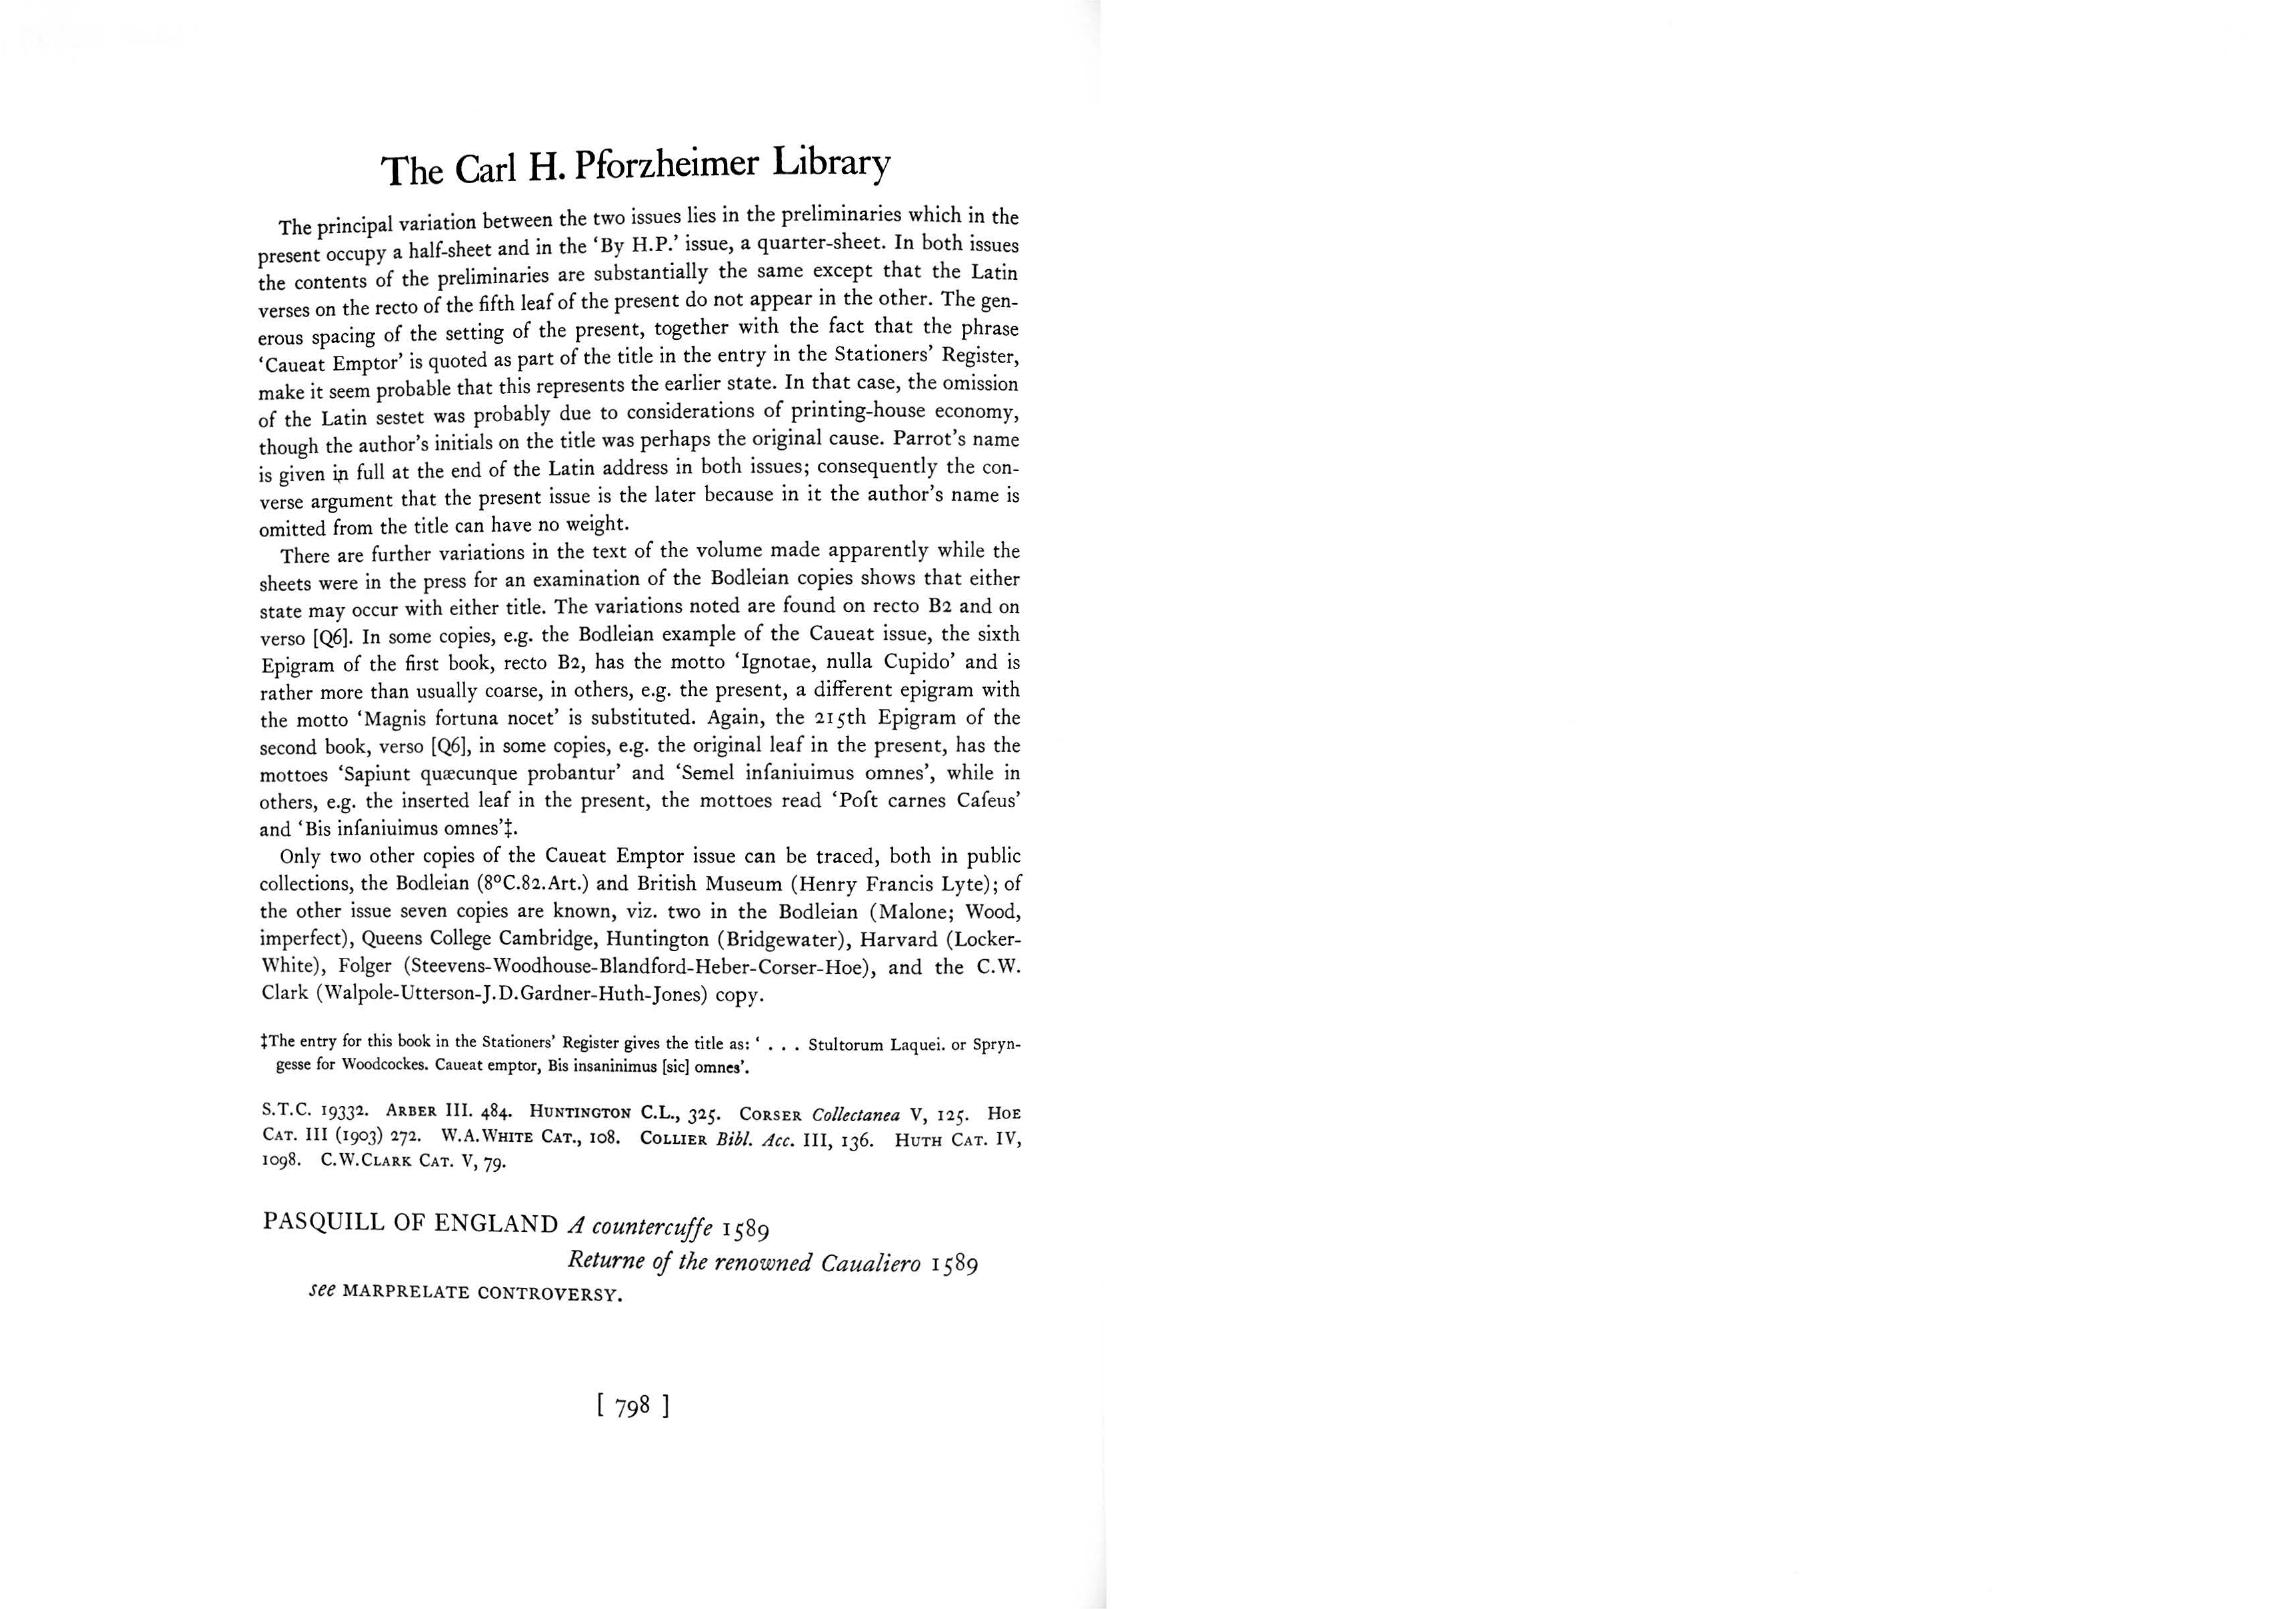 The Carl H. Pforzheimer Library
The principal variation between the two issues lies in the preliminaries which in the
present occupy a half-sheet and in the ‘By H.P.’ issue, a quarter-sheet. In both issues
the contents of the preliminaries are substantially the same except that the Latin
verses on the recto of the fifth leaf of the present do not appear in the other. The gen-
erous spacing of the setting of the present, together with the fact that the phrase
‘Caueat Emptor’ is quoted as part of the title in the entry in the Stationers’ Register,
make it seem probable that this represents the earlier state. In that case, the omission
of the Latin sestet was probably due to considerations of printing-house economy,
though the author’s initials on the title was perhaps the original cause. Parrot’s name
is given in full at the end of the Latin address in both issues; consequently the con-
verse argument that the present issue is the later because in it the author’s name is
omitted from the title can have no weight.
There are further variations in the text of the volume made apparently while the
sheets were in the press for an examination of the Bodleian copies shows that either
state may occur with either title. The variations noted are found on recto B2 and on
verso [Q6]. In some copies, e.g. the Bodleian example of the Caueat issue, the sixth
Epigram of the first book, recto B2, has the motto ‘Ignotae, nulla Cupido’ and is
rather more than usually coarse, in others, e.g. the present, a different epigram with
the motto ‘Magnis fortuna nocet’ is substituted. Again, the 215th Epigram of the
second book, verso [Q6], in some copies, e.g. the original leaf in the present, has the
mottoes ‘Sapiunt quæcunque probantur’ and ‘Semel inſaniuimus omnes’, while in
others, e.g. the inserted leaf in the present, the mottoes read ‘Poſt carnes Caſeus’
and ‘Bis inſaniuimus omnes’‡.
Only two other copies of the Caueat Emptor issue can be traced, both in public
collections, the Bodleian (8ºC.82.Art.) and British Museum (Henry Francis Lyte); of
the other issue seven copies are known, viz. two in the Bodleian (Malone; Wood,
imperfect), Queens College Cambridge, Huntington (Bridgewater), Harvard (Locker-
White), Folger (Steevens-Woodhouse-Blandford-Heber-Corser-Hoe), and the C.W.
Clark (Walpole-Utterson-J.D.Gardner-Huth-Jones) copy.
‡The entry for this book in the Stationers’ Register gives the title as: ‘ . . . Stultorum Laquei. or Spryn-
gesse for Woodcockes. Caueat emptor, Bis insaninimus [sic] omnes’.
S.T.C. 19332. ARBER III. 484. HUNTINGTON C.L., 325. CORSER Collectanea V, 125. HOE
CAT. III (1903) 272. W.A.WHITE CAT., 108. COLLIER Bibl. Acc. III, 136. HUTH CAT. IV,
1098. C.W.CLARK CAT. V, 79.
PASQUILL OF ENGLAND A countercuffe 1589
Returne of the renowned Caualiero 1589
see MARPRELATE CONTROVERSY.
[ 798 ]